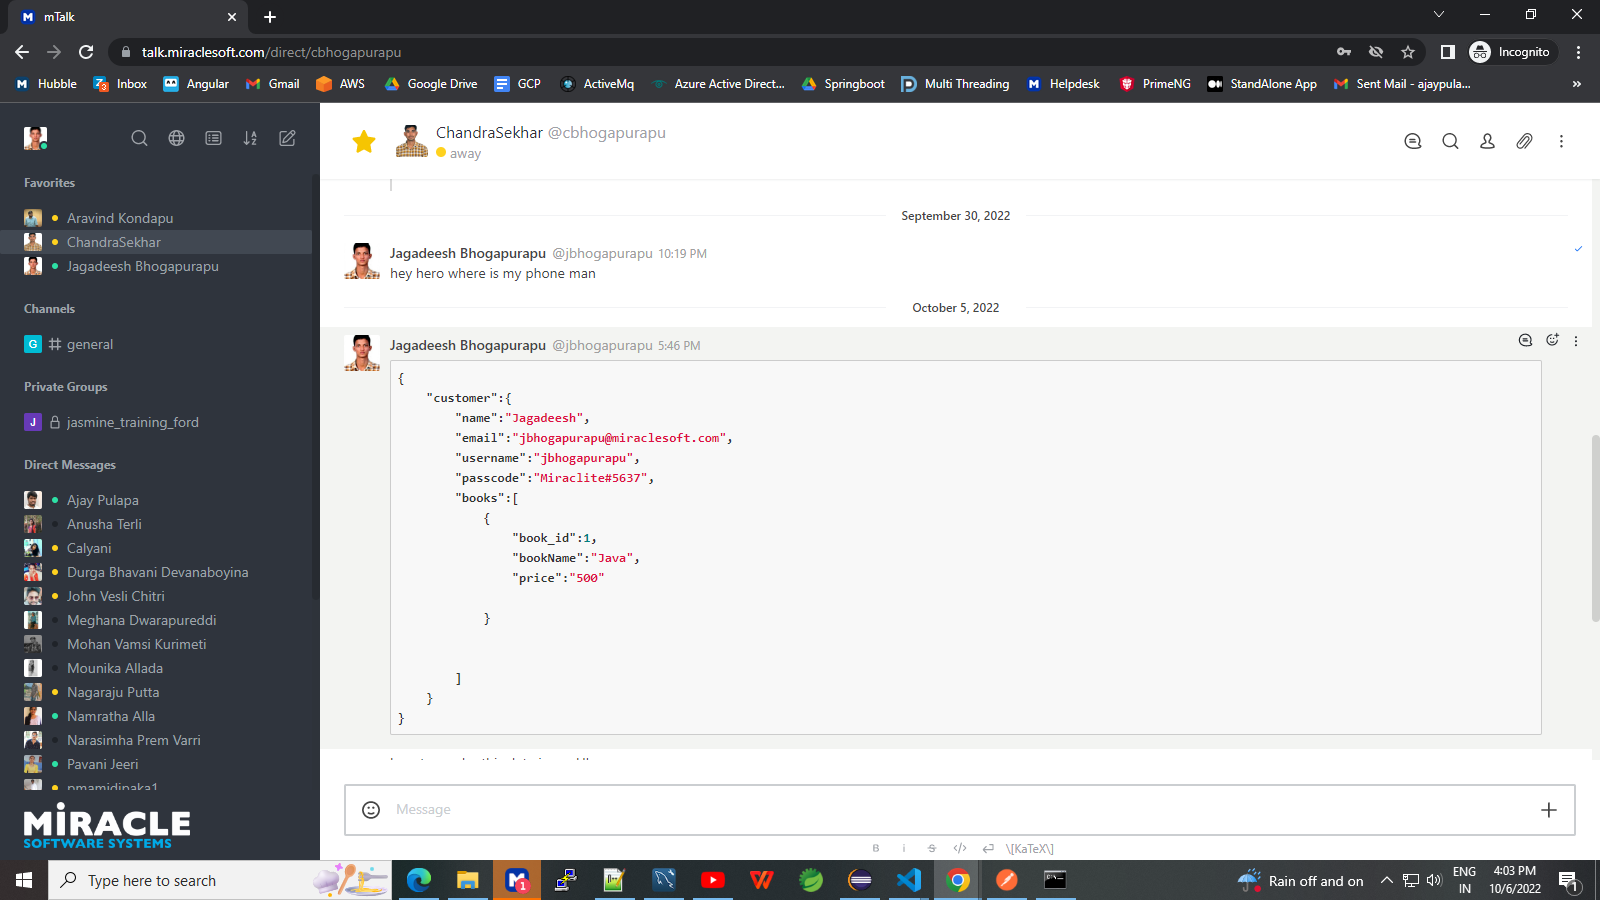 mTalk
talk.miraclesoft.com/direct/cbhogapurapu
Incognito
Hubble
Inbox
Angular
Gmail
AWS
Google Drive
GCP
ActiveMq
Azure Active Direct...
Springboot
Multi Threading
Helpdesk
PrimeNG
StandAlone App
Sent Mail - ajaypula...
»
Favorites
Aravind Kondapu
ChandraSekhar
Jagadeesh Bhogapurapu
Channels
G # general
Private Groups
J jasmine_training_ford
Direct Messages
Ajay Pulapa
Anusha Terli
Calyani
Durga Bhavani Devanaboyina
John Vesli Chitri
Meghana Dwarapureddi
Mohan Vamsi Kurimeti
Mounika Allada
Nagaraju Putta
Namratha Alla
Narasimha Prem Varri
Pavani Jeeri
pmamidipaka1
MIRACLE
SOFTWARE SYSTEMS
ChandraSekhar @cbhogapurapu
away
September 30, 2022
Jagadeesh Bhogapurapu @jbhogapurapu 10:19 PM
hey hero where is my phone man
October 5, 2022
Jagadeesh Bhogapurapu @jbhogapurapu 5:46 PM
{
"customer":{
"name":"Jagadeesh",
"email":"jbhogapurapu@miraclesoft.com",
"username":"jbhogapurapu",
"passcode":"Miraclite#5637",
"books":[
{
"book_id":1,
"bookName":"Java",
"price":"500"
}
]
}
}
Message
B i S </> \[KaTeX\]
Type here to search
Rain off and on
ENG
IN
4:03 PM
10/6/2022
1